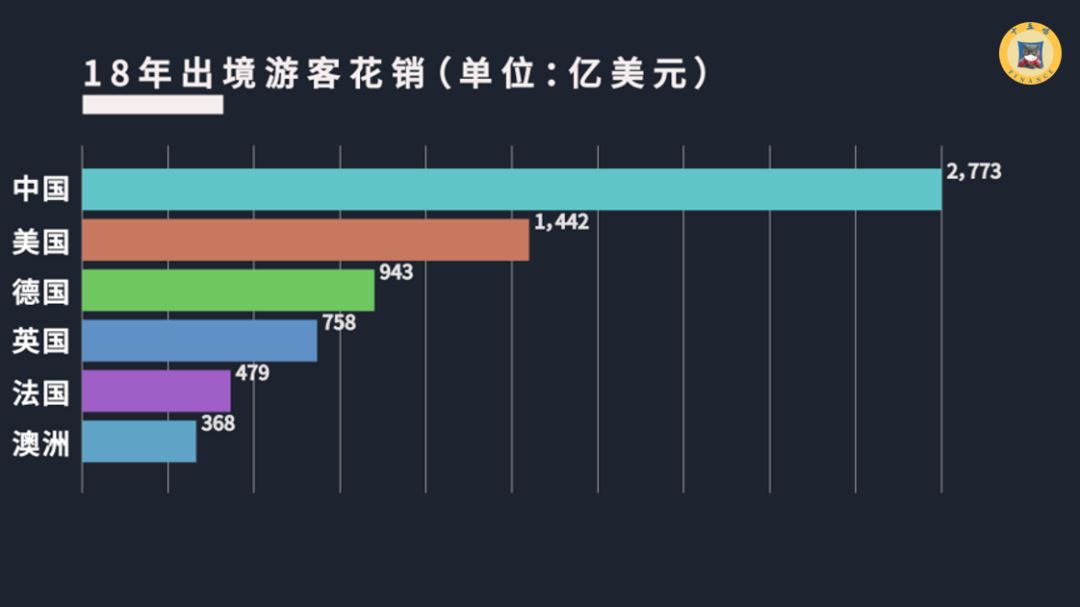 18年出境游客花销(单位:亿美元)
中国 2,773
美国 1,442
德国 943
英国 758
法国 479
澳洲 368
FINANCE